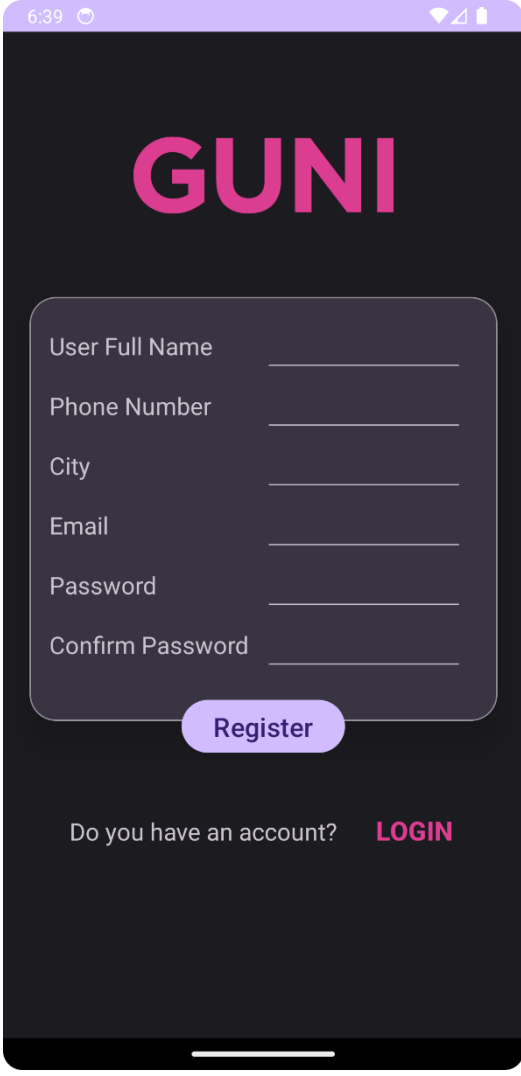 6:39
GUNI
User Full Name
Phone Number
City
Email
Password
Confirm Password
Register
Do you have an account? LOGIN